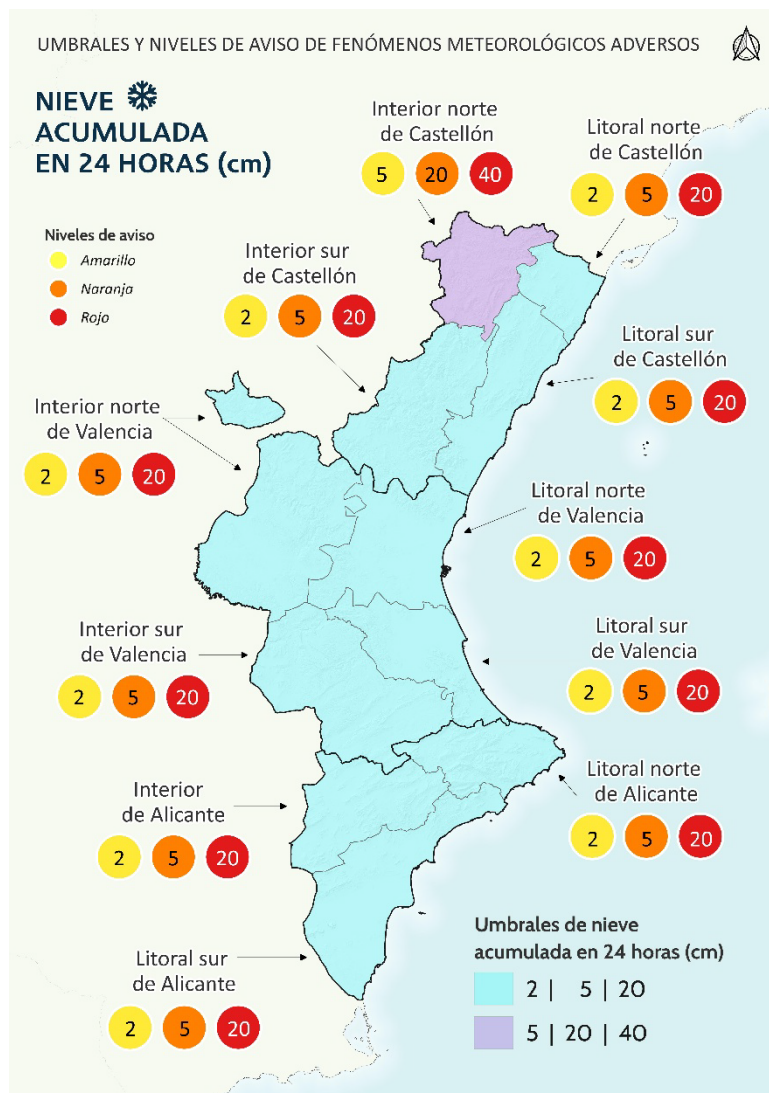 UMBRALES Y NIVELES DE AVISO DE FENÓMENOS METEOROLÓGICOS ADVERSOS
NIEVE
ACUMULADA
EN 24 HORAS (cm)
Niveles de aviso
Amarillo
Naranja
Rojo
Interior norte
de Castellón
5 20 40
Litoral norte
de Castellón
2 5 20
Interior sur
de Castellón
2 5 20
Litoral sur
de Castellón
2 5 20
Interior norte
de Valencia
2 5 20
Litoral norte
de Valencia
2 5 20
Interior sur
de Valencia
2 5 20
Litoral sur
de Valencia
2 5 20
Interior
de Alicante
2 5 20
Litoral norte
de Alicante
2 5 20
Litoral sur
de Alicante
2 5 20
Umbrales de nieve
acumulada en 24 horas (cm)
2 | 5 | 20
5 | 20 | 40